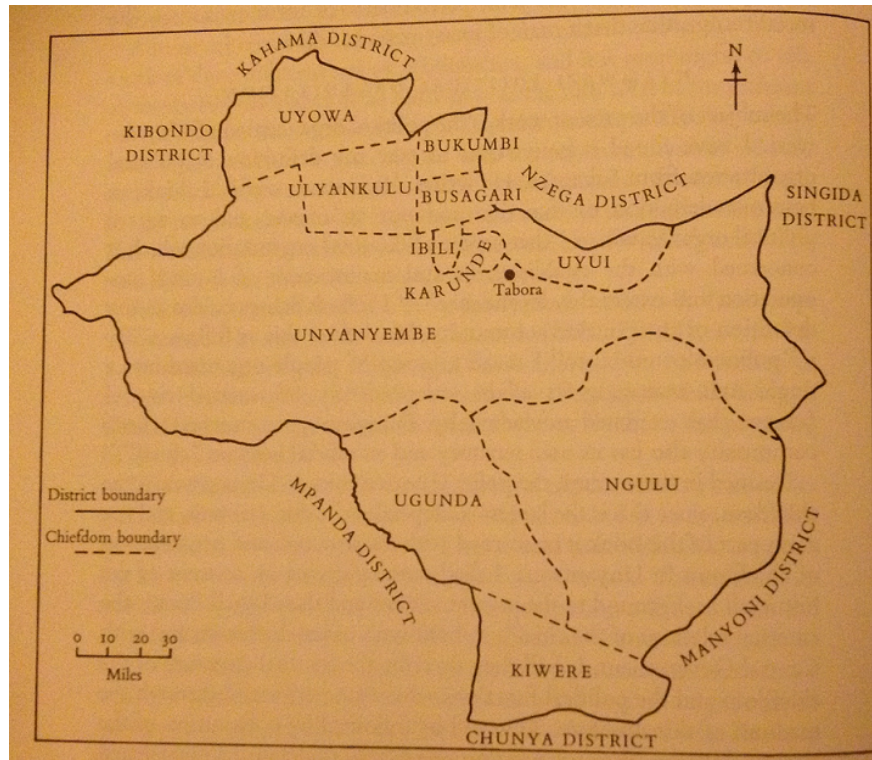 KAHAMA DISTRICT
N
UYOWA
KIBONDO
DISTRICT
BUKUMBI
NZEGA DISTRICT
ULYANKULU
BUSAGARI
SINGIDA
DISTRICT
IBILI
KARUNDE
UYUI
Tabora
UNYANYEMBE
NGULU
UGUNDA
District boundary
Chiefdom boundary
MPANDA DISTRICT
MANYONI DISTRICT
0 10 20 30
Miles
KIWERE
CHUNYA DISTRICT